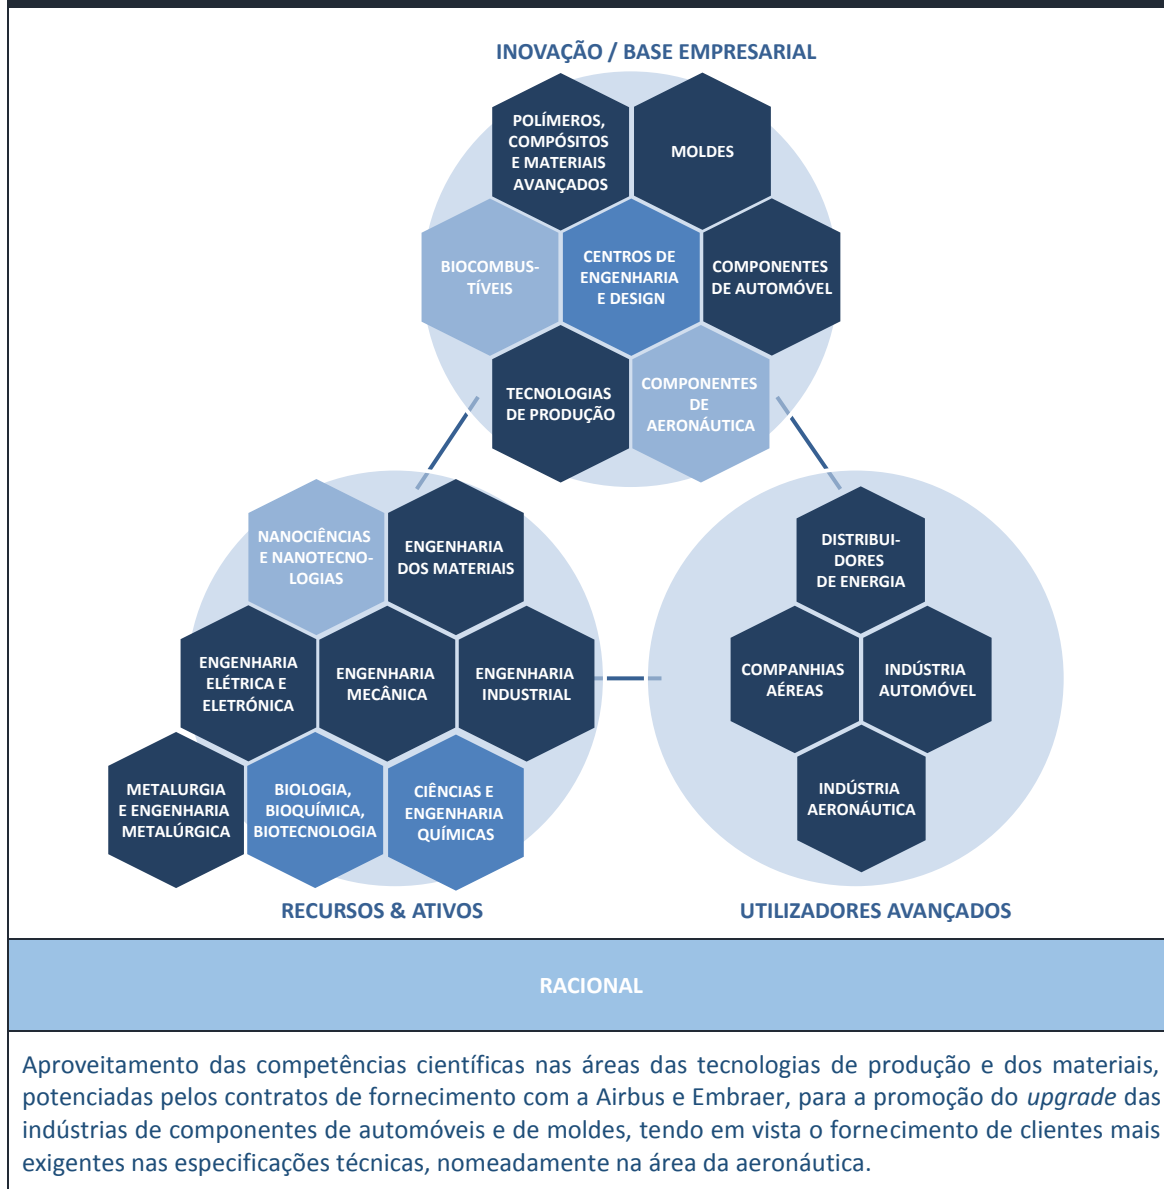 INOVAÇÃO / BASE EMPRESARIAL
POLÍMEROS,
COMPÓSITOS
E MATERIAIS
AVANÇADOS
MOLDES
BIOCOMBUS-
TÍVEIS
CENTROS DE
ENGENHARIA
E DESIGN
COMPONENTES
DE AUTOMÓVEL
TECNOLOGIAS
DE PRODUÇÃO
COMPONENTES
DE
AERONÁUTICA
NANOCIÊNCIAS
E NANOTECNO-
LOGIAS
ENGENHARIA
DOS MATERIAIS
ENGENHARIA
ELÉTRICA E
ELETRÓNICA
ENGENHARIA
MECÂNICA
ENGENHARIA
INDUSTRIAL
METALURGIA
E ENGENHARIA
METALÚRGICA
BIOLOGIA,
BIOQUÍMICA,
BIOTECNOLOGIA
CIÊNCIAS E
ENGENHARIA
QUÍMICAS
RECURSOS & ATIVOS
DISTRIBUI-
DORES
DE ENERGIA
COMPANHIAS
AÉREAS
INDÚSTRIA
AUTOMÓVEL
INDÚSTRIA
AERONÁUTICA
UTILIZADORES AVANÇADOS
RACIONAL
Aproveitamento das competências científicas nas áreas das tecnologias de produção e dos materiais,
potenciadas pelos contratos de fornecimento com a Airbus e Embraer, para a promoção do upgrade das
indústrias de componentes de automóveis e de moldes, tendo em vista o fornecimento de clientes mais
exigentes nas especificações técnicas, nomeadamente na área da aeronáutica.